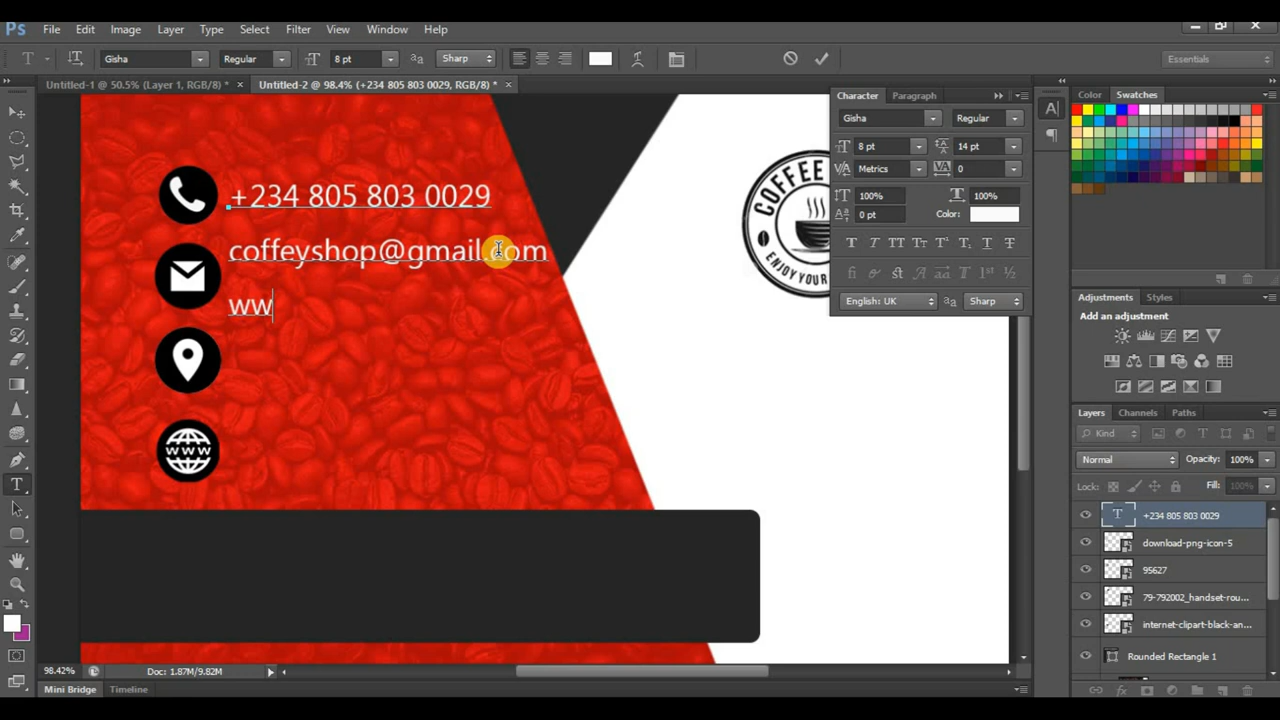 Ps File Edit Image Layer Type Select Filter View Window Help
T Gisha Regular 8 pt Sharp Essentials
Untitled-1 @ 50.5% (Layer 1, RGB/8) * × Untitled-2 @ 98.4% (+234 805 803 0029, RGB/8) * ×
Character Paragraph
Gisha Regular
8 pt 14 pt
Metrics 0
100% 100%
0 pt Color:
English: UK Sharp
Color Swatches
+234 805 803 0029
coffeyshop@gmail.com
ww
WWW
COFFEE
ENJOY YOUR
Adjustments Styles
Add an adjustment
Layers Channels Paths
Kind
Normal Opacity: 100%
Lock: Fill: 100%
+234 805 803 0029
download-png-icon-5
95627
79-792002_handset-rou...
internet-clipart-black-an...
Rounded Rectangle 1
98.42% Doc: 1.87M/9.82M
Mini Bridge Timeline